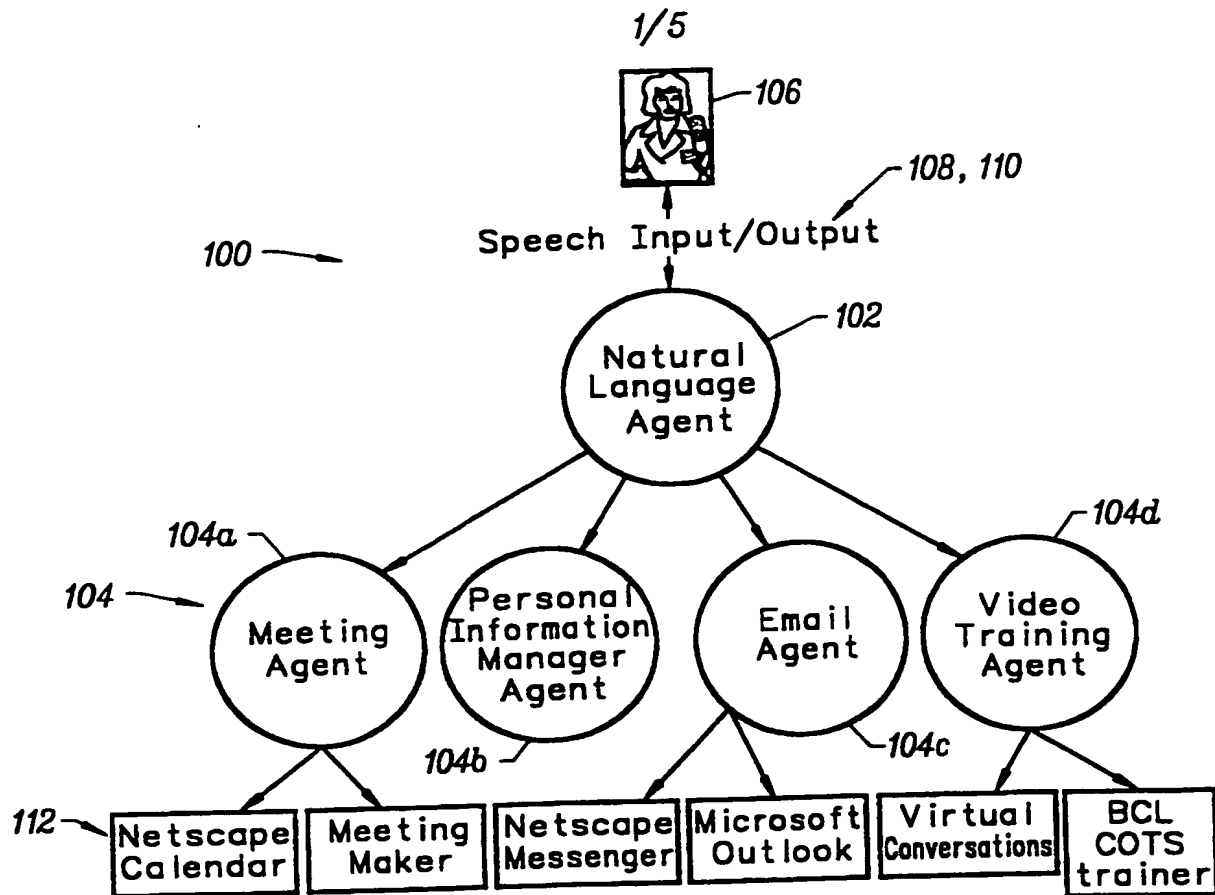 1/5
106
108, 110
Speech Input/Output
100
102
Natural
Language
Agent
104a
104d
104
Meeting
Agent
Personal
Information
Manager
Agent
Email
Agent
Video
Training
Agent
104b
104c
112
Netscape
Calendar
Meeting
Maker
Netscape
Messenger
Microsoft
Outlook
Virtual
Conversations
BCL
COTS
trainer